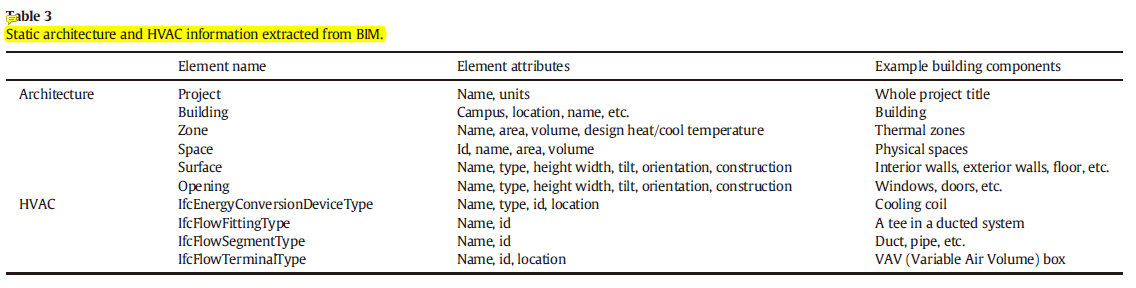 Table 3
Static architecture and HVAC information extracted from BIM.
Element name Element attributes Example building components
Architecture Project Name, units Whole project title
Building Campus, location, name, etc. Building
Zone Name, area, volume, design heat/cool temperature Thermal zones
Space Id, name, area, volume Physical spaces
Surface Name, type, height width, tilt, orientation, construction Interior walls, exterior walls, floor, etc.
Opening Name, type, height width, tilt, orientation, construction Windows, doors, etc.
HVAC IfcEnergyConversionDeviceType Name, type, id, location Cooling coil
IfcFlowFittingType Name, id A tee in a ducted system
IfcFlowSegmentType Name, id Duct, pipe, etc.
IfcFlowTerminalType Name, id, location VAV (Variable Air Volume) box